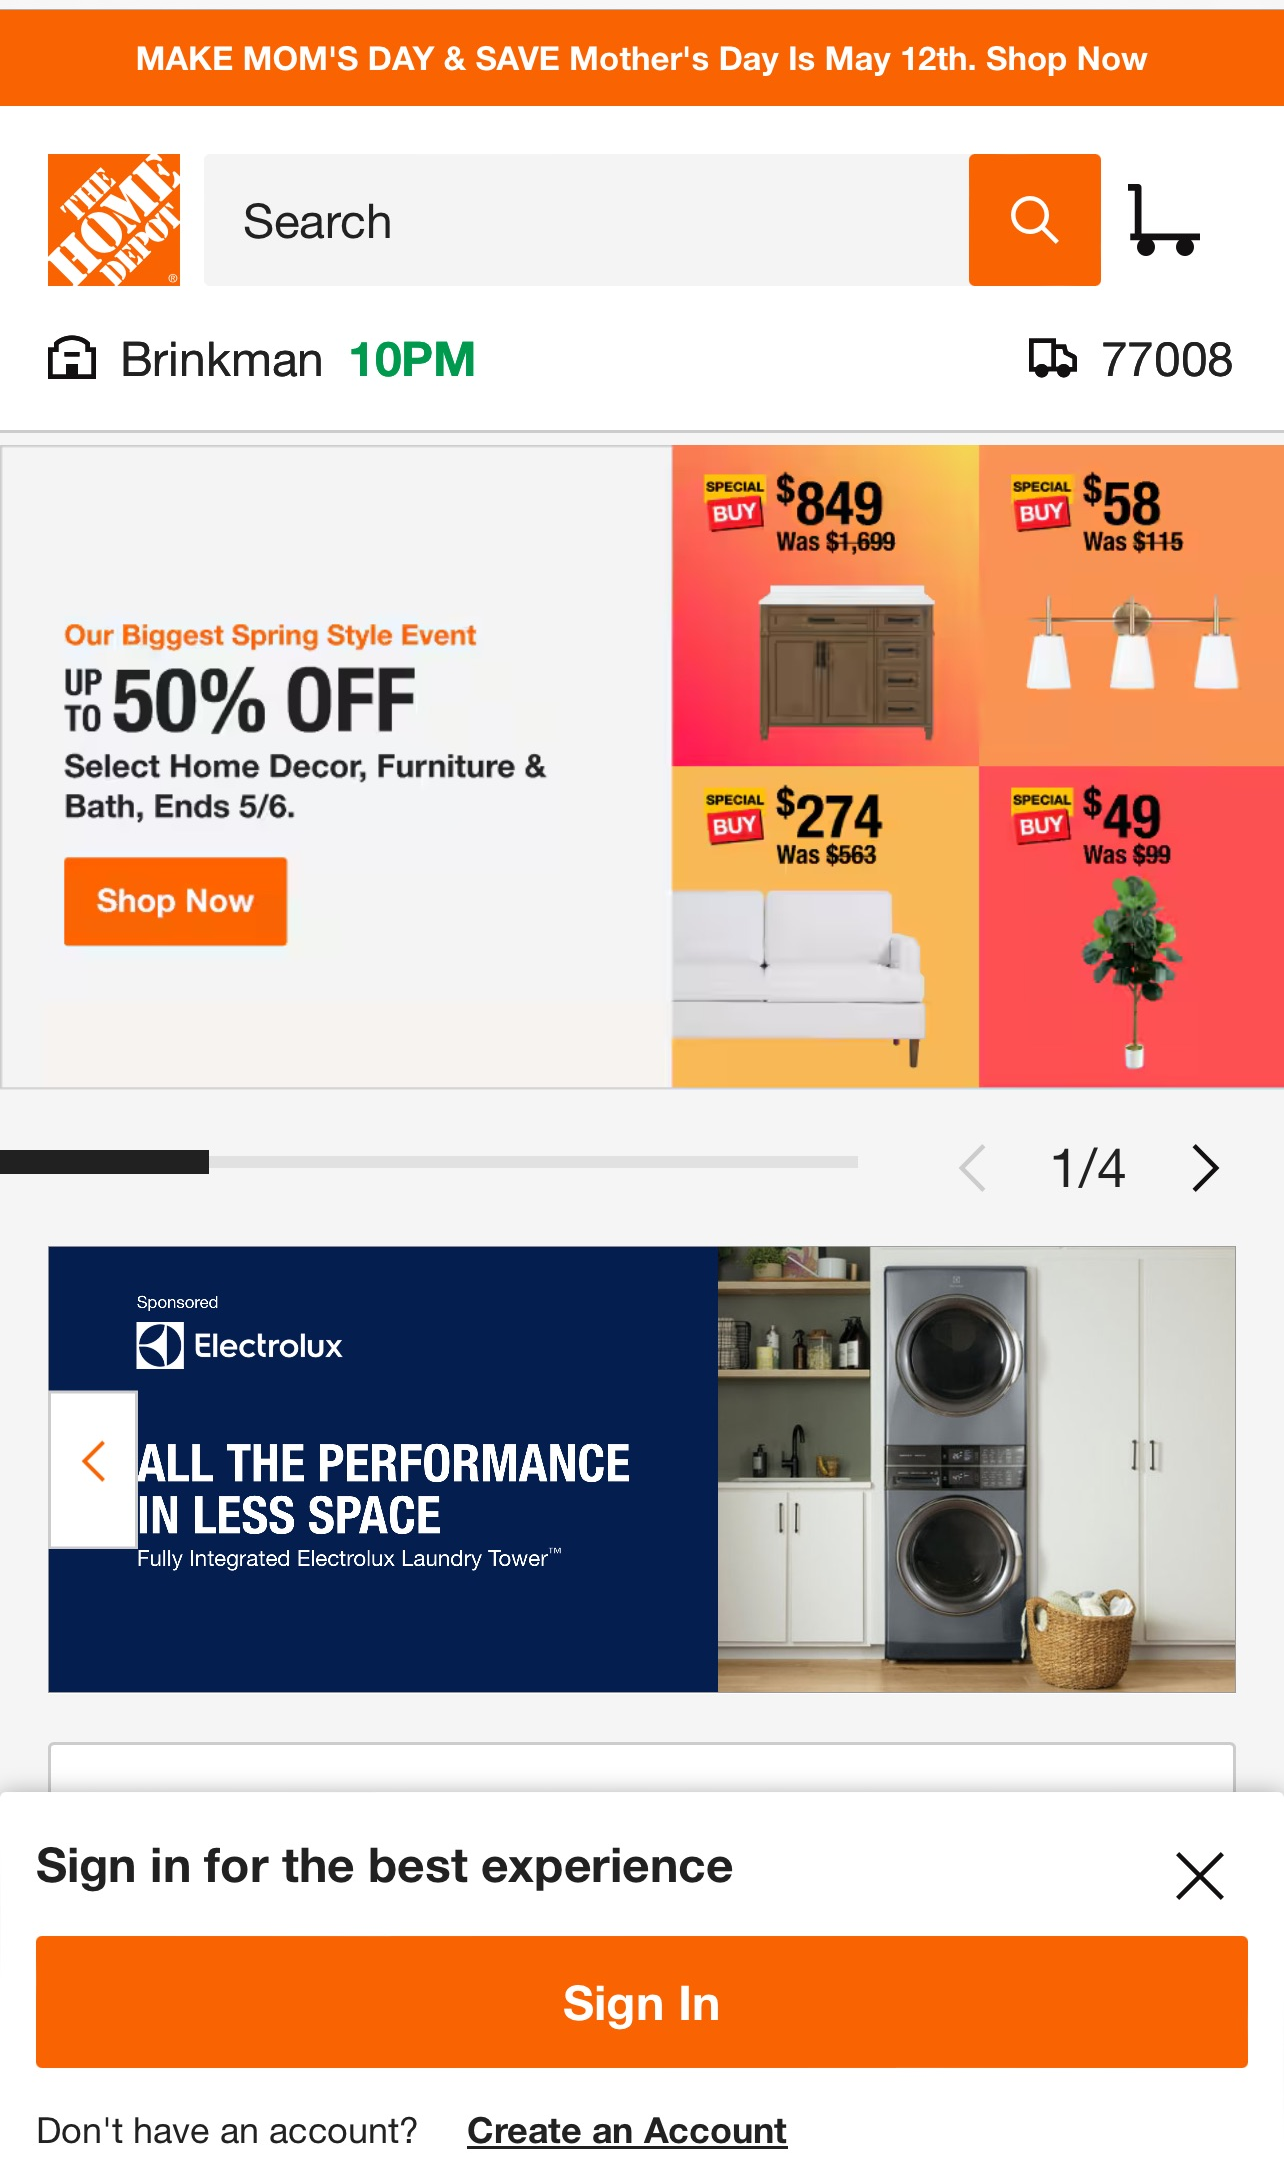 MAKE MOM'S DAY & SAVE Mother's Day Is May 12th. Shop Now
THE
HOME
DEPOT
®
Search
Brinkman 10PM
77008
Our Biggest Spring Style Event
UP TO 50% OFF
Select Home Decor, Furniture &
Bath, Ends 5/6.
Shop Now
SPECIAL
BUY
$849
Was $1,699
SPECIAL
BUY
$58
Was $115
SPECIAL
BUY
$274
Was $563
SPECIAL
BUY
$49
Was $99
1/4
Sponsored
Electrolux
ALL THE PERFORMANCE
IN LESS SPACE
Fully Integrated Electrolux Laundry Tower™
Sign in for the best experience
Sign In
Don't have an account? Create an Account